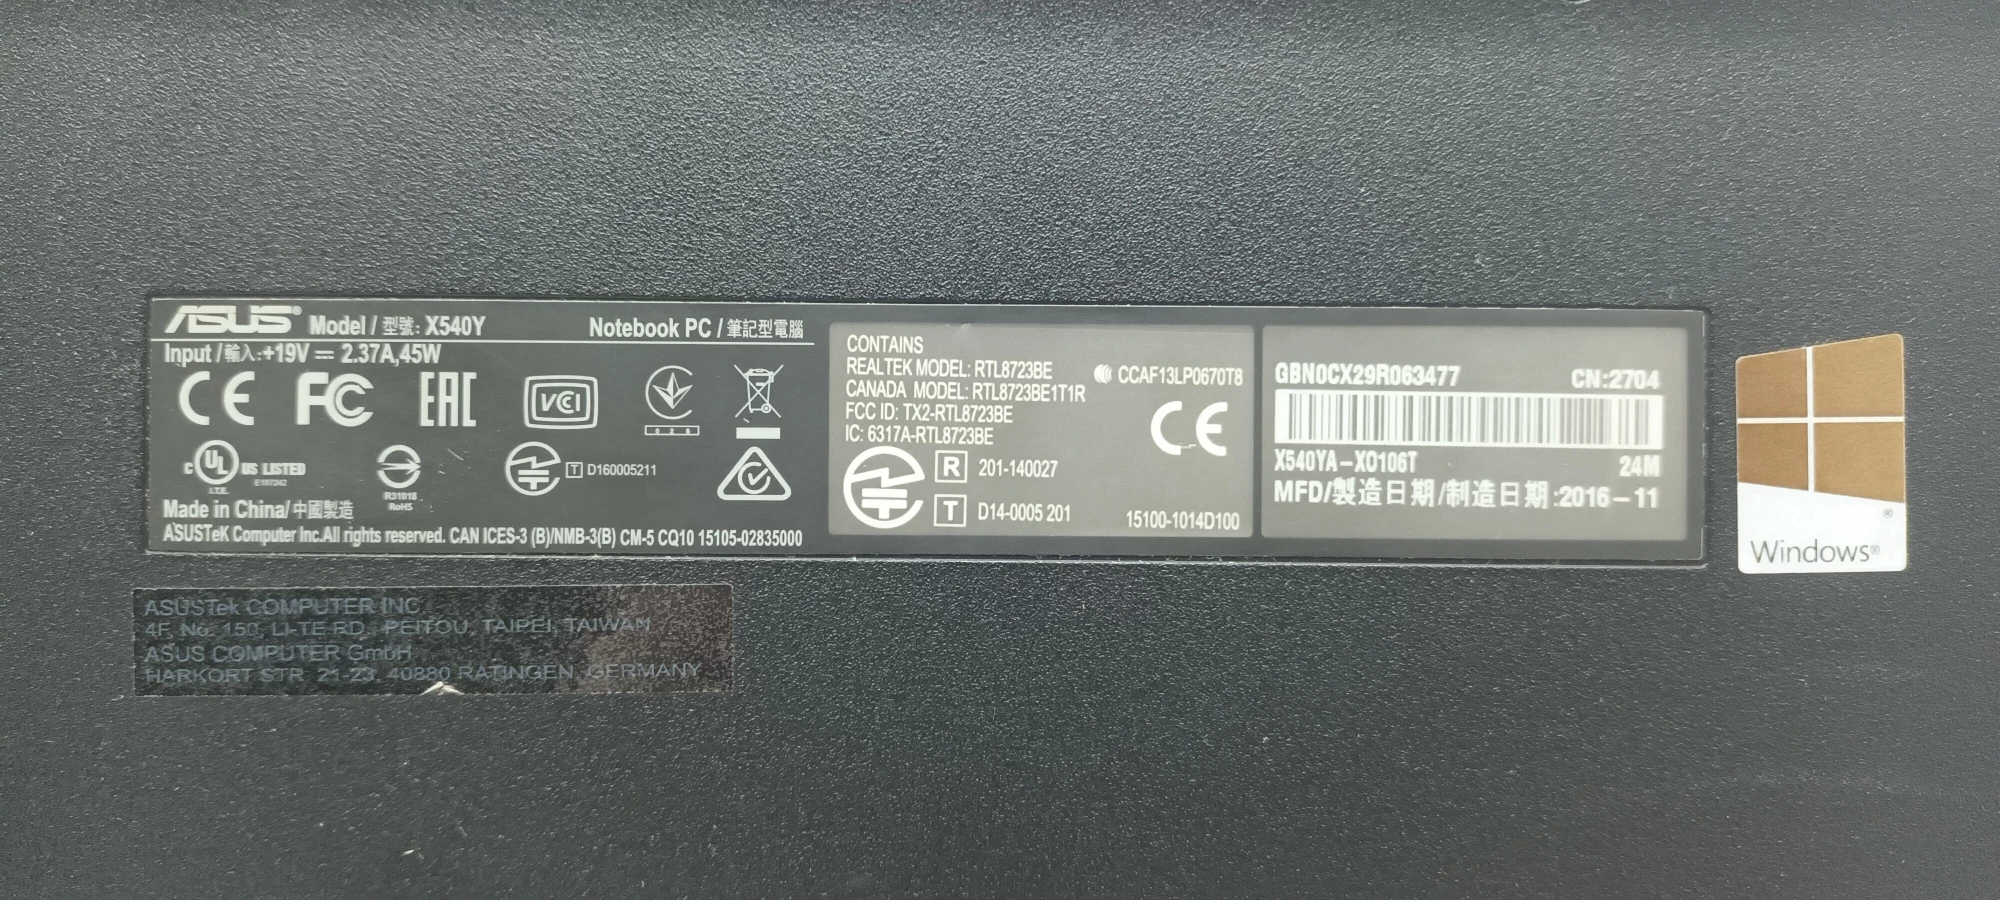 ASUS® Model / 型號: X540Y Notebook PC / 筆記型電腦
Input / 輸入:+19V ⎓ 2.37A,45W
CE FC EAC VCI
026
c UL US LISTED
I.T.E. E187242
R31018
RoHS
T D160005211
Made in China/中國製造
ASUSTeK Computer Inc.All rights reserved. CAN ICES-3 (B)/NMB-3(B) CM-5 CQ10 15105-02835000
CONTAINS
REALTEK MODEL: RTL8723BE
CANADA MODEL: RTL8723BE1T1R
FCC ID: TX2-RTL8723BE
IC: 6317A-RTL8723BE
CCAF13LP0670T8
CE
R 201-140027
T D14-0005 201
15100-1014D100
GBN0CX29R063477 CN:2704
X540YA-XO106T 24M
MFD/製造日期/制造日期:2016-11
®
Windows®
ASUSTek COMPUTER INC.
4F, No. 150, LI-TE RD., PEITOU, TAIPEI, TAIWAN
ASUS COMPUTER GmbH
HARKORT STR. 21-23, 40880 RATINGEN, GERMANY